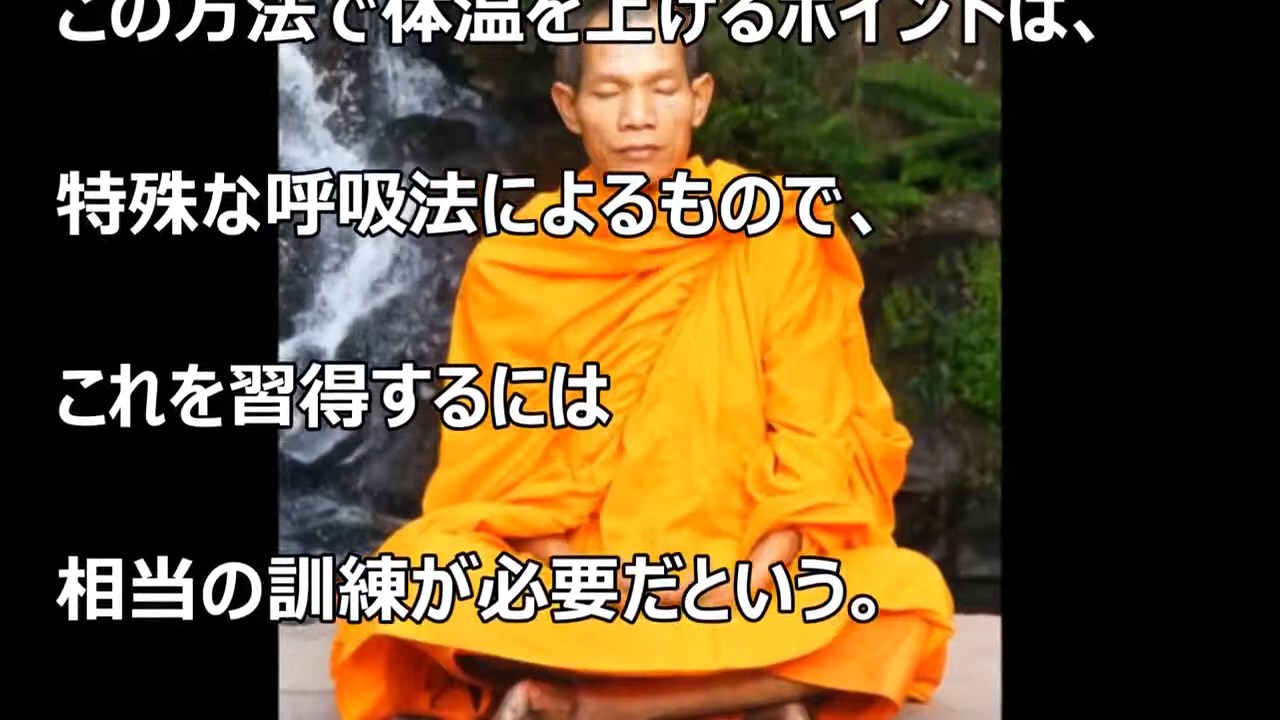 この方法で体温を上げるポイントは、
特殊な呼吸法によるもので、
これを習得するには
相当の訓練が必要だという。